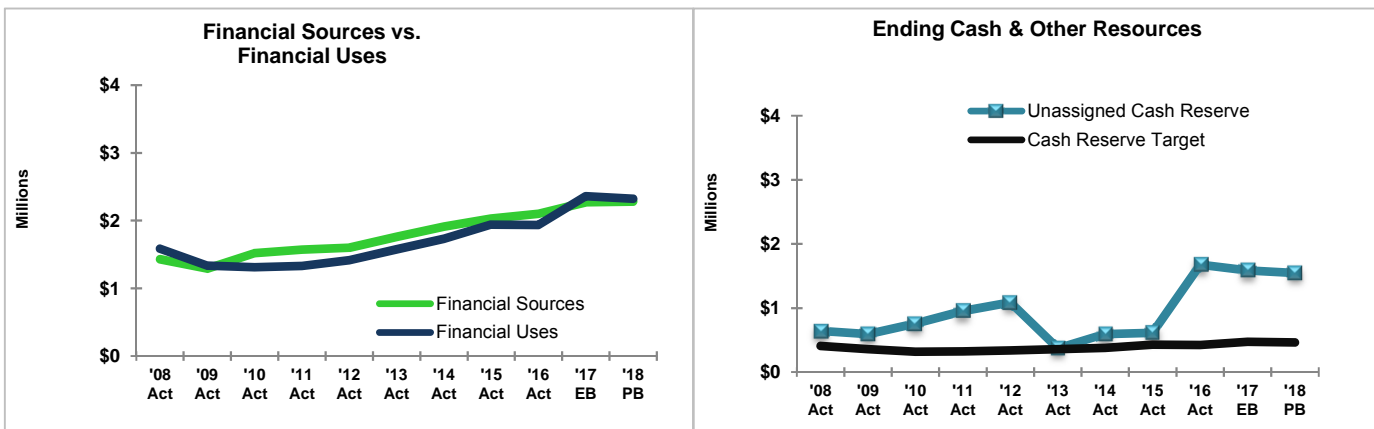 Financial Sources vs.
Financial Uses
Millions
$4
$3
$2
$1
$0
Financial Sources
Financial Uses
'08 '09 '10 '11 '12 '13 '14 '15 '16 '17 '18
Act Act Act Act Act Act Act Act Act EB PB
Ending Cash & Other Resources
Millions
$4
$3
$2
$1
$0
Unassigned Cash Reserve
Cash Reserve Target
'08 '09 '10 '11 '12 '13 '14 '15 '16 '17 '18
Act Act Act Act Act Act Act Act Act EB PB